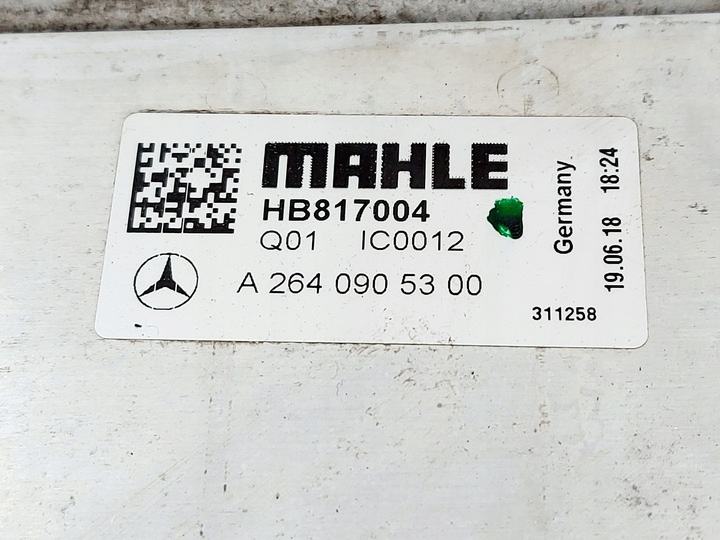 MAHLE
HB817004
Q01 IC0012
A 264 090 53 00
Germany
19.06.18 18:24
311258